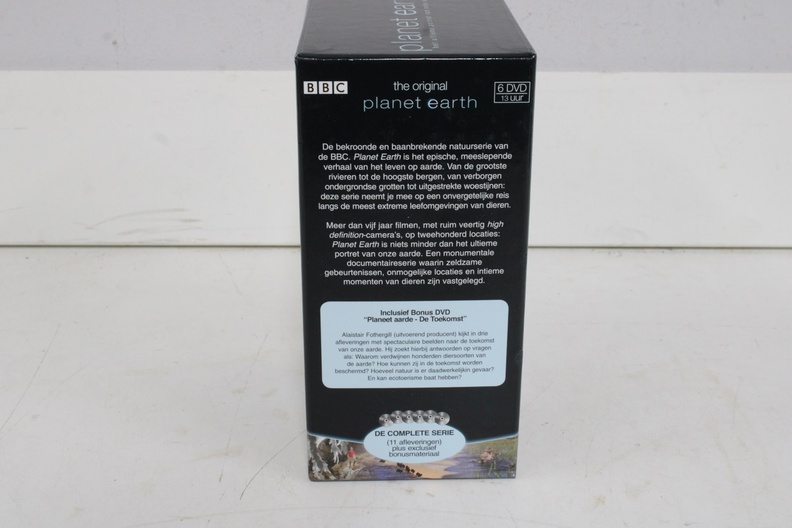 planet ear
BBC
the original
planet earth
6 DVD
13 uur
De bekroonde en baanbrekende natuurserie van
de BBC. Planet Earth is het epische, meeslepende
verhaal van het leven op aarde. Van de grootste
rivieren tot de hoogste bergen, van verborgen
ondergrondse grotten tot uitgestrekte woestijnen:
deze serie neemt je mee op een onvergetelijke reis
langs de meest extreme leefomgevingen van dieren.
Meer dan vijf jaar filmen, met ruim veertig high
definition-camera's, op tweehonderd locaties:
Planet Earth is niets minder dan het ultieme
portret van onze aarde. Een monumentale
documentaireserie waarin zeldzame
gebeurtenissen, onmogelijke locaties en intieme
momenten van dieren zijn vastgelegd.
Inclusief Bonus DVD
"Planeet aarde - De Toekomst"
Alaistair Fothergill (uitvoerend producent) kijkt in drie
afleveringen met spectaculaire beelden naar de toekomst
van onze aarde. Hij zoekt hierbij antwoorden op vragen
als: Waarom verdwijnen honderden diersoorten van
de aarde? Hoe kunnen zij in de toekomst worden
beschermd? Hoeveel natuur is er daadwerkelijkin gevaar?
En kan ecotoerisme baat hebben?
DE COMPLETE SERIE
(11 afleveringen)
plus exclusief
bonusmateriaal